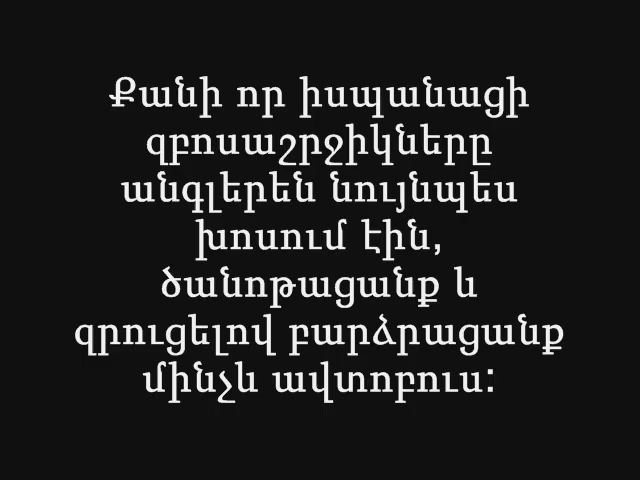 Քանի որ իսպանացի
զբոսաշրջիկները
անգլերեն նույնպես
խոսում էին,
ծանոթացանք և
զրուցելով բարձրացանք
մինչև ավտոբուս: